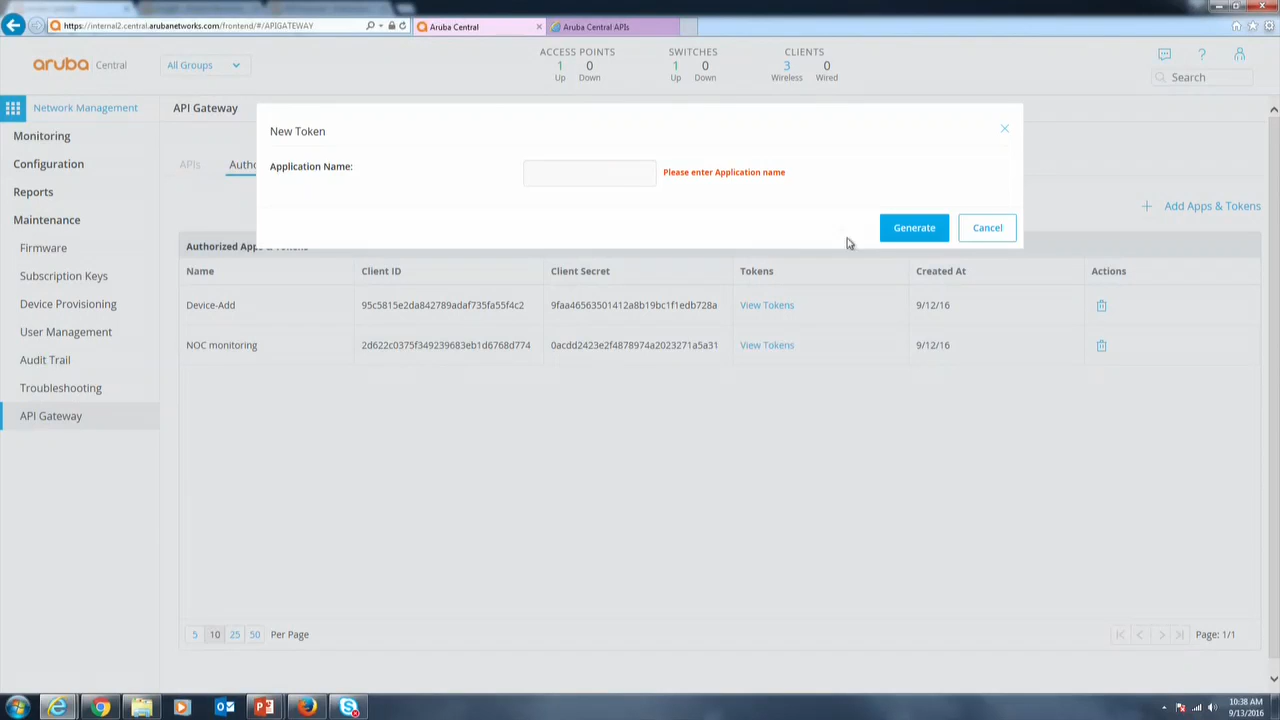 https://internal2.central.arubanetworks.com/frontend/#/APIGATEWAY
Aruba Central
Aruba Central APIs
aruba Central
All Groups
ACCESS POINTS
1 0
Up Down
SWITCHES
1 0
Up Down
CLIENTS
3 0
Wireless Wired
?
Search
Network Management
API Gateway
New Token
Application Name:
Please enter Application name
Generate
Cancel
Monitoring
Configuration
Reports
Maintenance
Firmware
Subscription Keys
Device Provisioning
User Management
Audit Trail
Troubleshooting
API Gateway
APIs
Autho
+ Add Apps & Tokens
Authorized Apps & Tokens
Name Client ID Client Secret Tokens Created At Actions
Device-Add 95c5815e2da842789adaf735fa55f4c2 9faa46563501412a8b19bc1f1edb728a View Tokens 9/12/16
NOC monitoring 2d622c0375f349239683eb1d6768d774 0acdd2423e2f4878974a2023271a5a31 View Tokens 9/12/16
5 10 25 50 Per Page
Page: 1/1
10:38 AM
9/13/2016